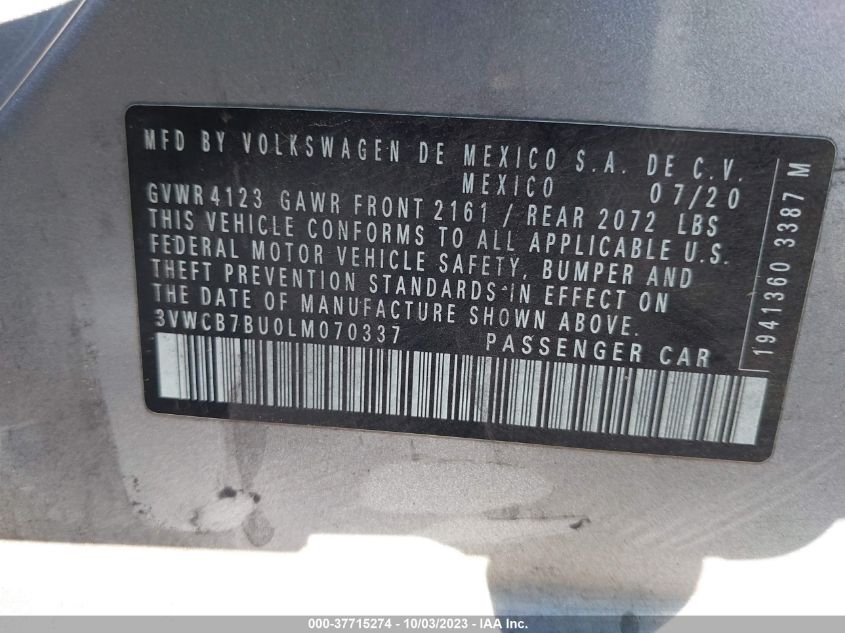 MFD BY VOLKSWAGEN DE MEXICO S.A. DE C.V.
MEXICO 07/20
GVWR 4123 GAWR FRONT 2161 / REAR 2072 LBS
THIS VEHICLE CONFORMS TO ALL APPLICABLE U.S.
FEDERAL MOTOR VEHICLE SAFETY, BUMPER AND
THEFT PREVENTION STANDARDS IN EFFECT ON
THE DATE OF MANUFACTURE SHOWN ABOVE.
3VWCB7BU0LM070337 PASSENGER CAR
1941360 3387 M
000-37715274 - 10/03/2023 - IAA Inc.